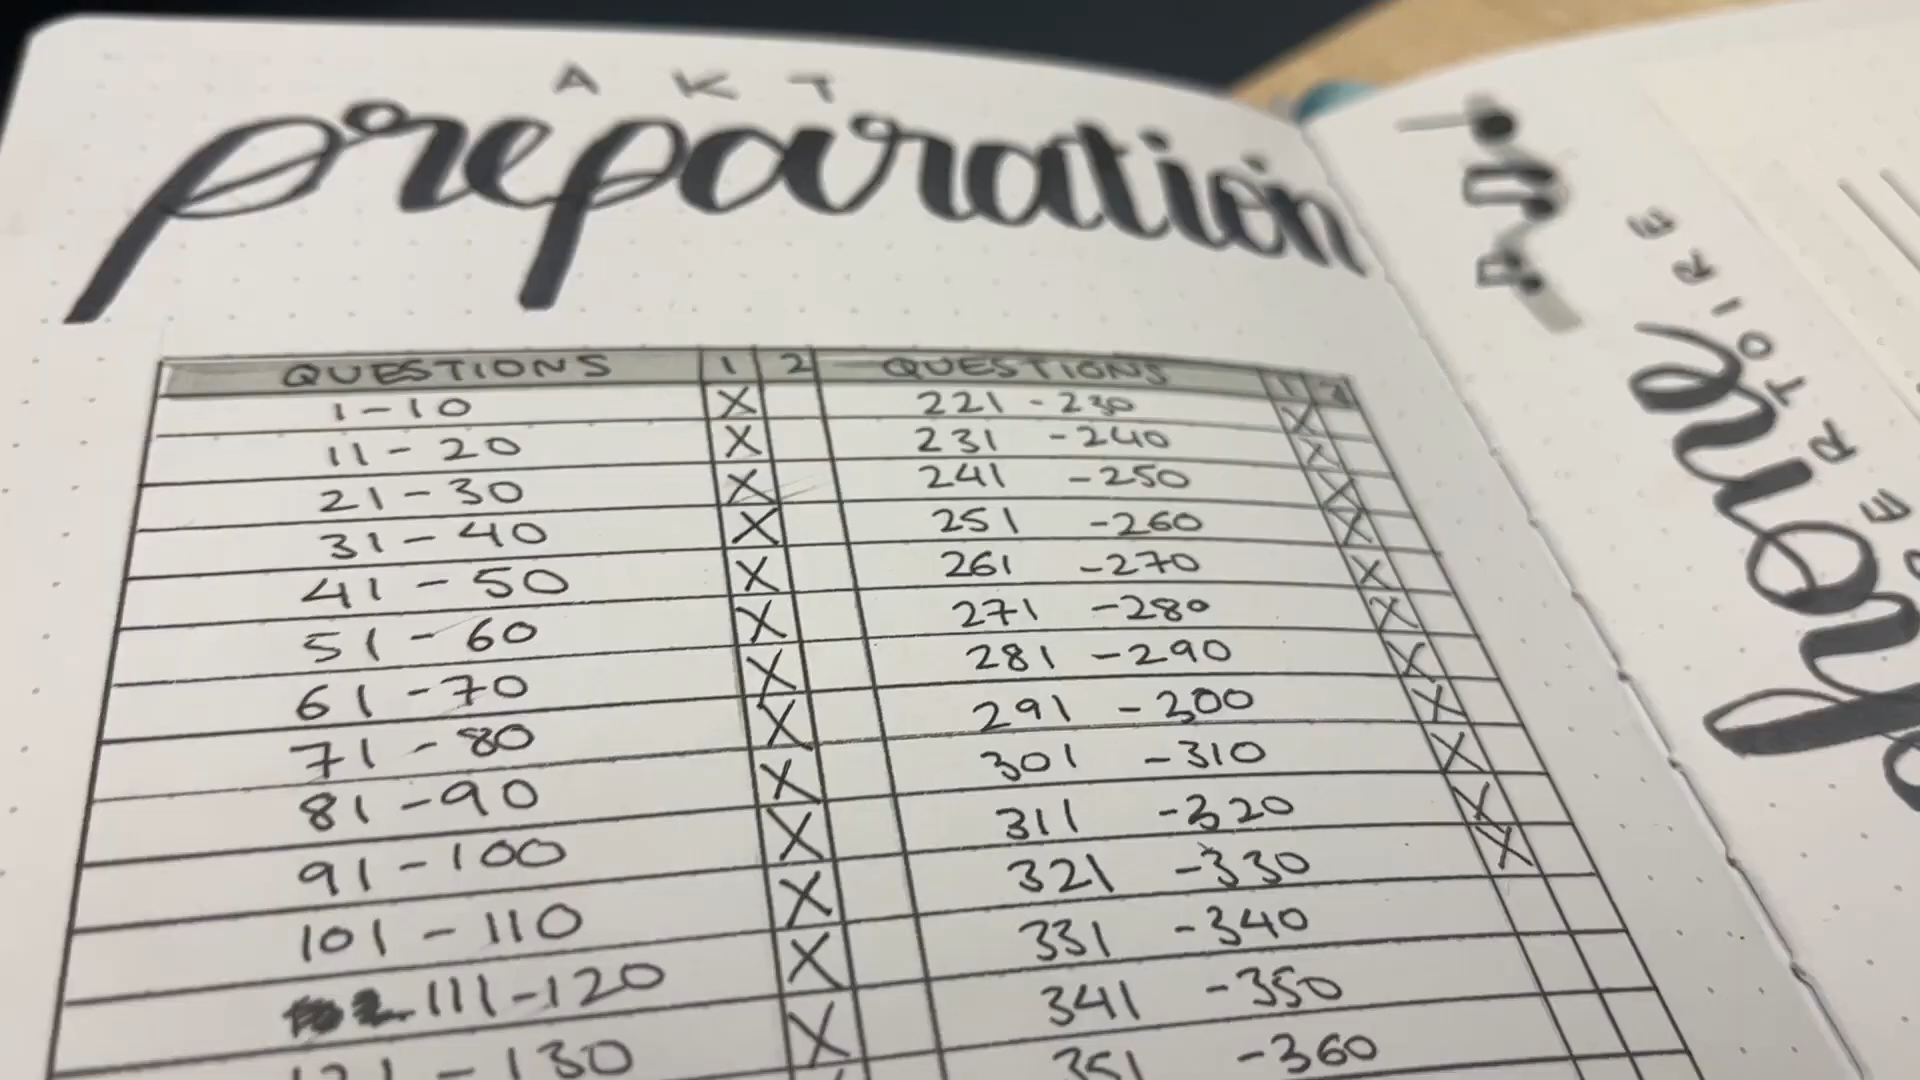 AKT
preparation
QUESTIONS 1 2 QUESTIONS 1 2
1-10 X 221 -230 X
11-20 X 231 -240 X
21-30 X 241 -250 X
31-40 X 251 -260 X
41-50 X 261 -270 X
51-60 X 271 -280 X
61-70 X 281 -290 X
71-80 X 291 -300 X
81-90 X 301 -310 X
91-100 X 311 -320 X
101-110 X 321 -330 X
111-120 X 331 -340
121-130 X 341 -350
351 -360